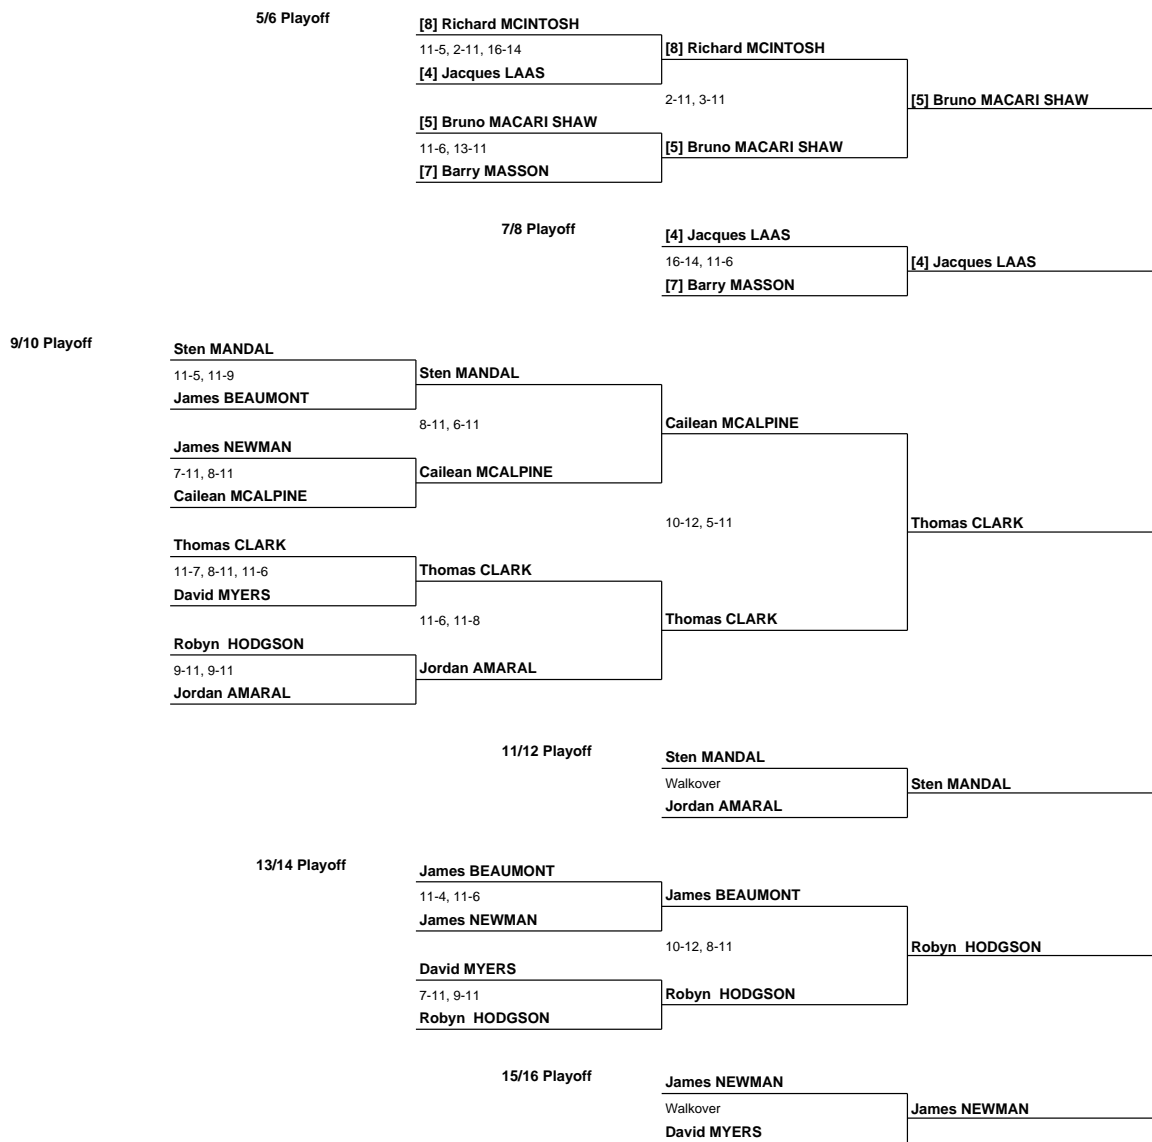 5/6 Playoff
[8] Richard MCINTOSH
11-5, 2-11, 16-14
[8] Richard MCINTOSH
[4] Jacques LAAS
2-11, 3-11
[5] Bruno MACARI SHAW
[5] Bruno MACARI SHAW
11-6, 13-11
[5] Bruno MACARI SHAW
[7] Barry MASSON
7/8 Playoff
[4] Jacques LAAS
16-14, 11-6
[4] Jacques LAAS
[7] Barry MASSON
9/10 Playoff
Sten MANDAL
11-5, 11-9
Sten MANDAL
James BEAUMONT
8-11, 6-11
Cailean MCALPINE
James NEWMAN
7-11, 8-11
Cailean MCALPINE
Cailean MCALPINE
10-12, 5-11
Thomas CLARK
Thomas CLARK
11-7, 8-11, 11-6
Thomas CLARK
David MYERS
11-6, 11-8
Thomas CLARK
Robyn HODGSON
9-11, 9-11
Jordan AMARAL
Jordan AMARAL
11/12 Playoff
Sten MANDAL
Walkover
Sten MANDAL
Jordan AMARAL
13/14 Playoff
James BEAUMONT
11-4, 11-6
James BEAUMONT
James NEWMAN
10-12, 8-11
Robyn HODGSON
David MYERS
7-11, 9-11
Robyn HODGSON
Robyn HODGSON
15/16 Playoff
James NEWMAN
Walkover
James NEWMAN
David MYERS